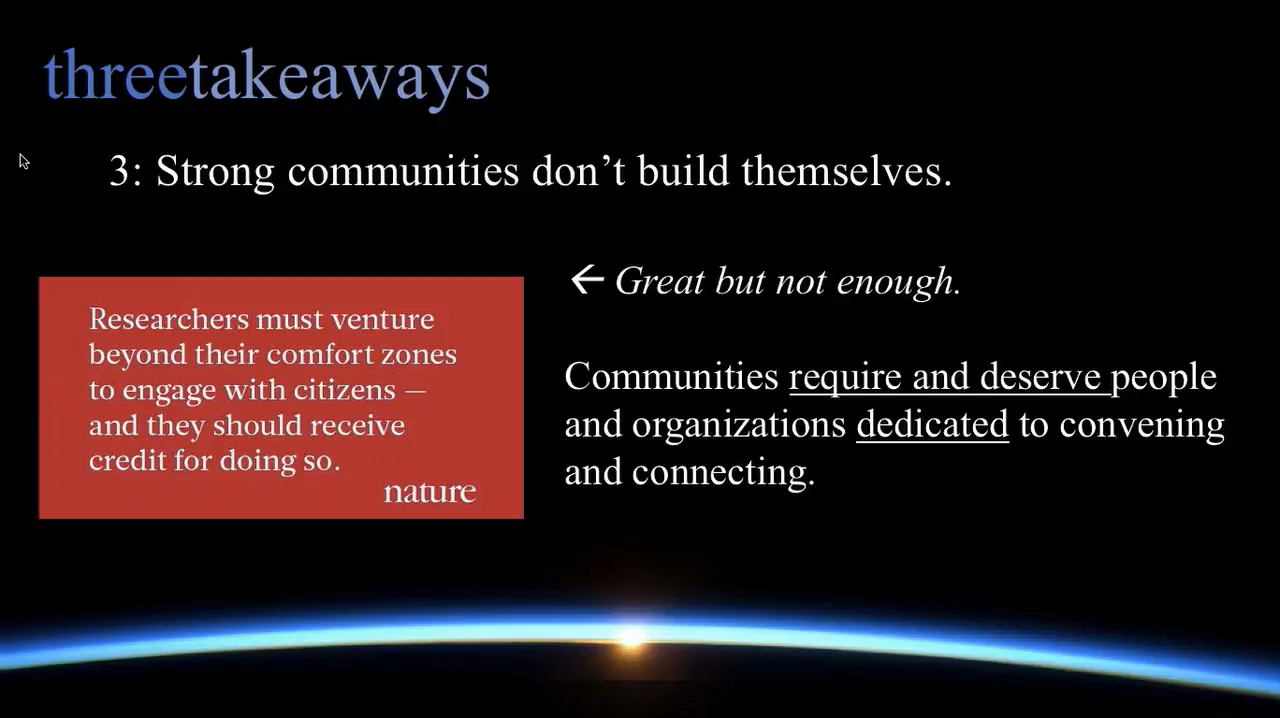 threetakeaways
3: Strong communities don’t build themselves.
Researchers must venture
beyond their comfort zones
to engage with citizens —
and they should receive
credit for doing so.
nature
← Great but not enough.
Communities require and deserve people
and organizations dedicated to convening
and connecting.